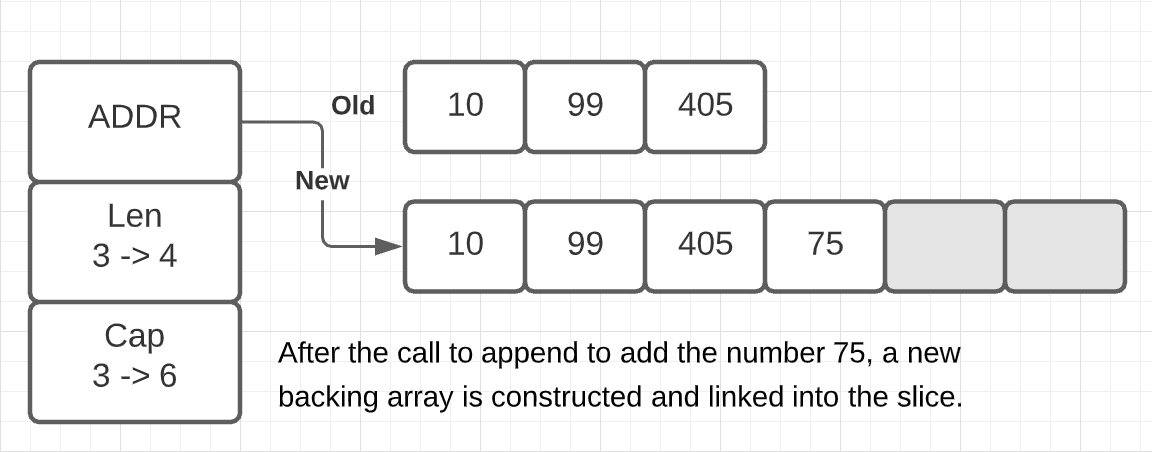 ADDR
Len
3 -> 4
Cap
3 -> 6
Old
10 99 405
New
10 99 405 75
After the call to append to add the number 75, a new
backing array is constructed and linked into the slice.